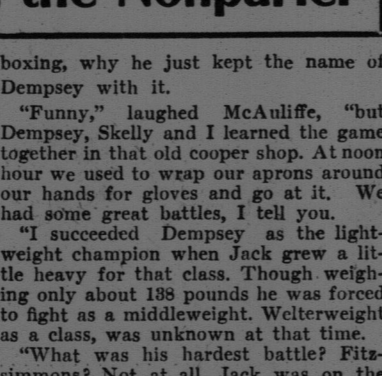 the Nonpariel
boxing, why he just kept the name of
Dempsey with it.
"Funny," laughed McAuliffe, "but
Dempsey, Skelly and I learned the game
together in that old cooper shop. At noon
hour we used to wrap our aprons around
our hands for gloves and go at it. We
had some great battles, I tell you.
"I succeeded Dempsey as the light-
weight champion when Jack grew a lit-
tle heavy for that class. Though weigh-
ing only about 138 pounds he was forced
to fight as a middleweight. Welterweight
as a class, was unknown at that time.
"What was his hardest battle? Fitz-
simmons? Not at all. Jack was on the